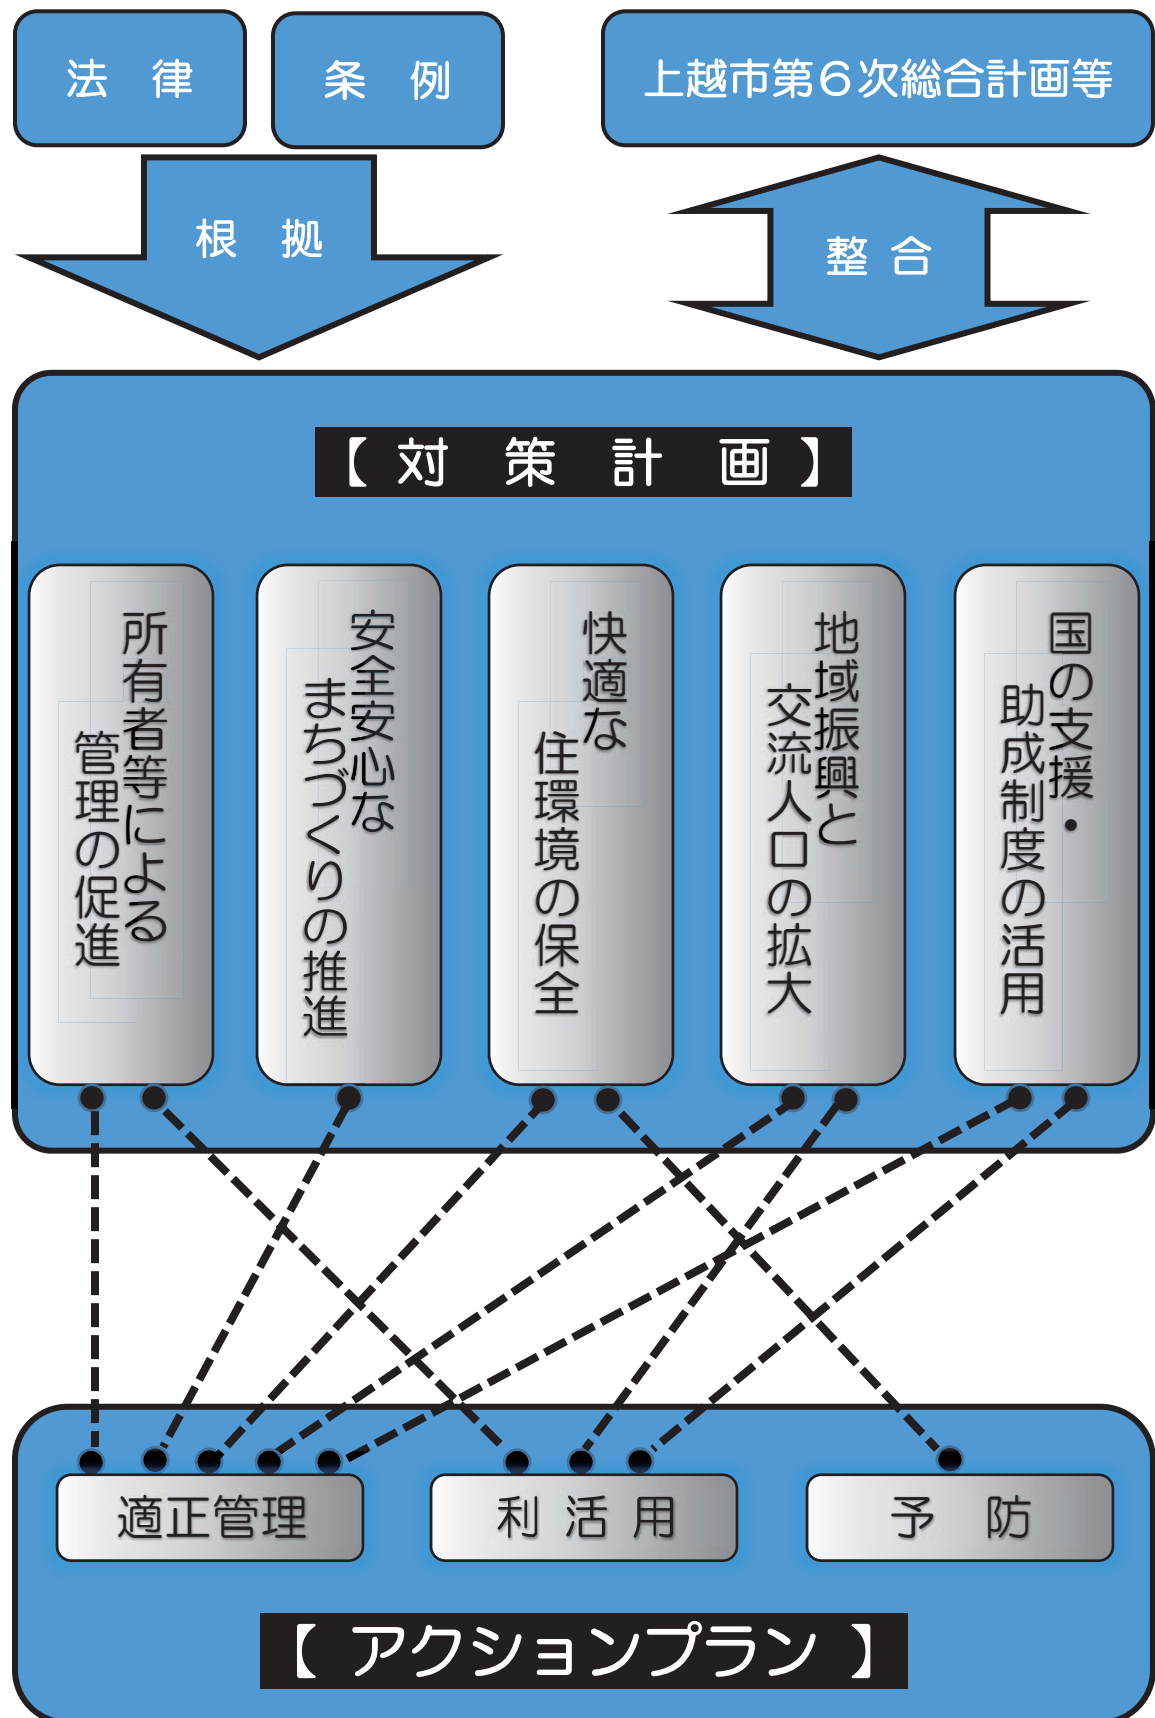 法　律
条　例
上越市第６次総合計画等
根　拠
整 合
【 対　策　計　画 】
所有者等による
管理の促進
安全安心な
まちづくりの推進
快適な
住環境の保全
地域振興と
交流人口の拡大
国の支援・
助成制度の活用
適正管理
利 活 用
予　防
【 アクションプラン 】